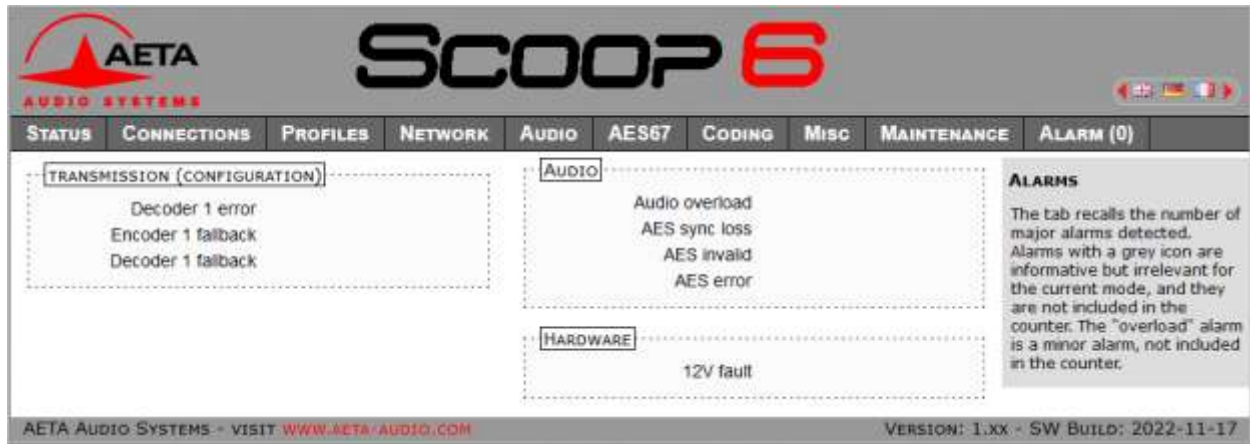 AETA
AUDIO SYSTEMS
SCOOP 6
STATUS CONNECTIONS PROFILES NETWORK AUDIO AES67 CODING MISC MAINTENANCE ALARM (0)
TRANSMISSION (CONFIGURATION)
Decoder 1 error
Encoder 1 fallback
Decoder 1 fallback
AUDIO
Audio overload
AES sync loss
AES invalid
AES error
HARDWARE
12V fault
ALARMS
The tab recalls the number of
major alarms detected.
Alarms with a grey icon are
informative but irrelevant for
the current mode, and they
are not included in the
counter. The "overload" alarm
is a minor alarm, not included
in the counter.
AETA AUDIO SYSTEMS - VISIT WWW.AETA-AUDIO.COM
VERSION: 1.XX - SW BUILD: 2022-11-17